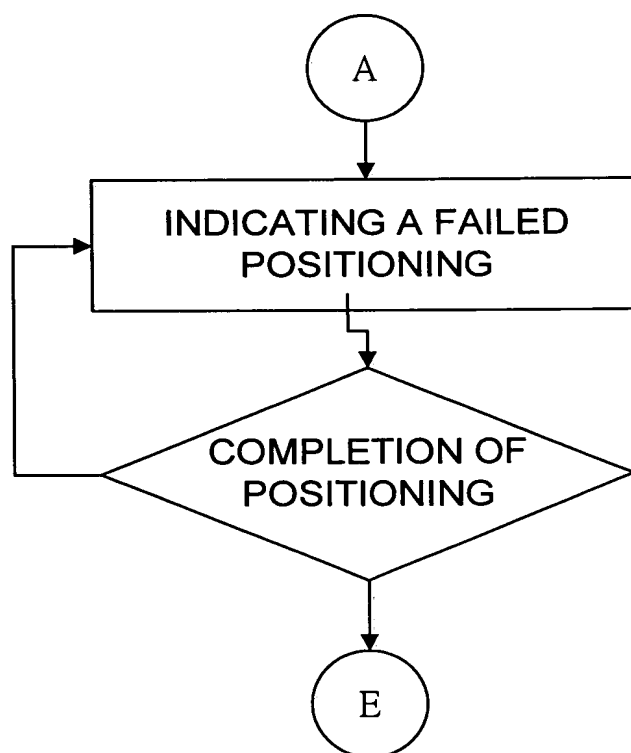 A
INDICATING A FAILED
POSITIONING
COMPLETION OF
POSITIONING
E